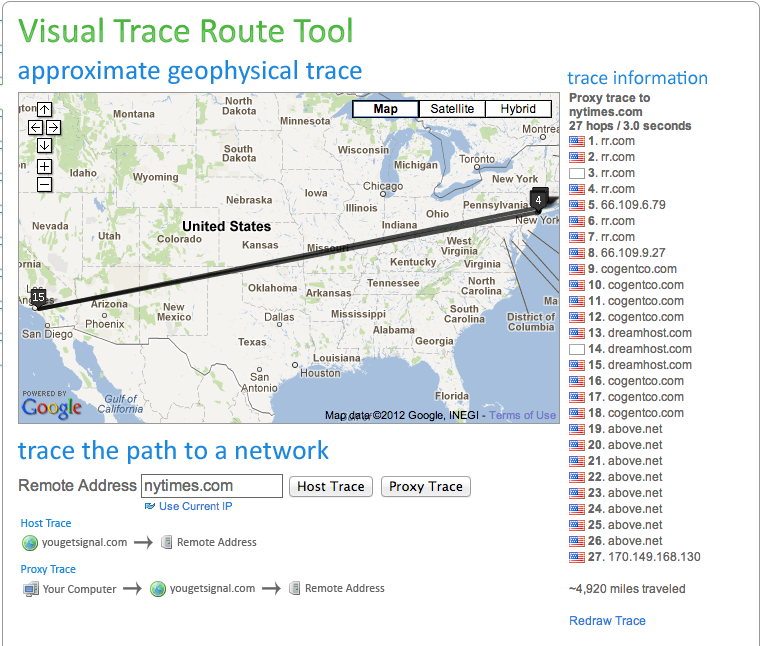 Visual Trace Route Tool
approximate geophysical trace
Map
Satellite
Hybrid
North
Dakota
Montana
Minnesota
Montrea
South
Dakota
Wisconsin
Michigan
Toronto
Idaho
Wyoming
Chicago
New York
Iowa
Nebraska
Illinois
Ohio
Pennsylvania
4
Indiana
New York
Nevada
Utah
United States
Colorado
Kansas
Missouri
West
Virginia
Kentucky
Virginia
ornia
Los
Angeles
15
Oklahoma
Tennessee
North
Carolina
Arkansas
Arizona
New
Mexico
Phoenix
San Diego
Mississippi
South
Carolina
Ma
District of
Columbia
Dallas
Alabama
Georgia
Texas
Louisiana
Houston
San
Antonio
Florida
Gulf of
California
POWERED BY
Google
Map data ©2012 Google, INEGI - Terms of Use
trace the path to a network
Remote Address nytimes.com Host Trace Proxy Trace
Use Current IP
Host Trace
yougetsignal.com Remote Address
Proxy Trace
Your Computer yougetsignal.com Remote Address
trace information
Proxy trace to
nytimes.com
27 hops / 3.0 seconds
1. rr.com
2. rr.com
3. rr.com
4. rr.com
5. 66.109.6.79
6. rr.com
7. rr.com
8. 66.109.9.27
9. cogentco.com
10. cogentco.com
11. cogentco.com
12. cogentco.com
13. dreamhost.com
14. dreamhost.com
15. dreamhost.com
16. cogentco.com
17. cogentco.com
18. cogentco.com
19. above.net
20. above.net
21. above.net
22. above.net
23. above.net
24. above.net
25. above.net
26. above.net
27. 170.149.168.130
~4,920 miles traveled
Redraw Trace